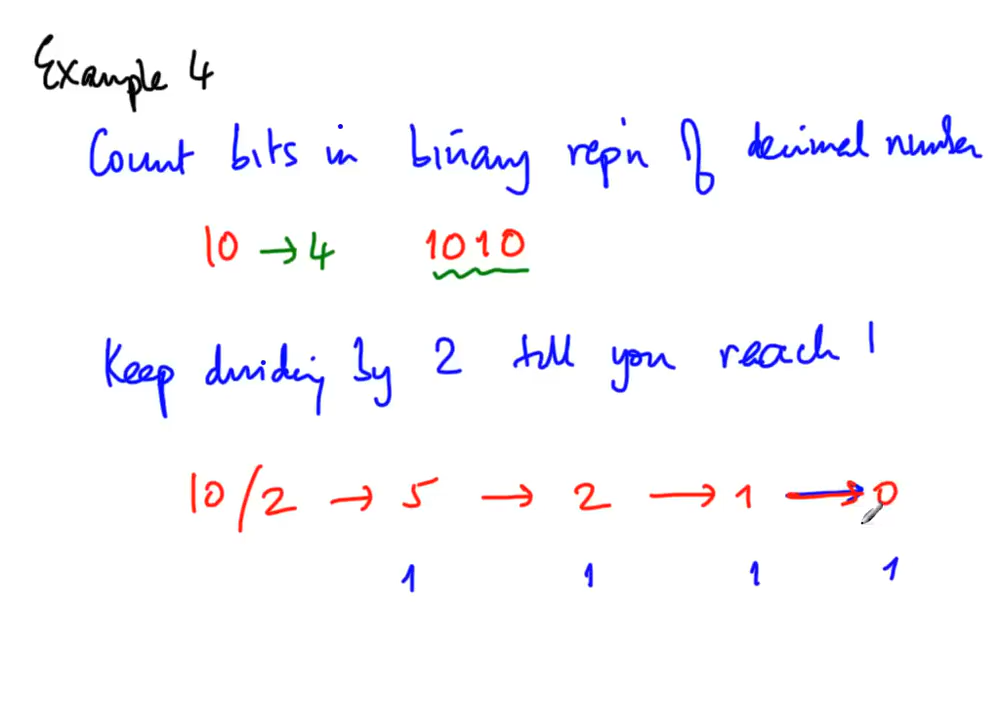 Example 4
Count bits in binary rep'n of decimal number
10 → 4 1010
Keep dividing by 2 till you reach 1
10/2 → 5 → 2 → 1 → 0
1 1 1 1